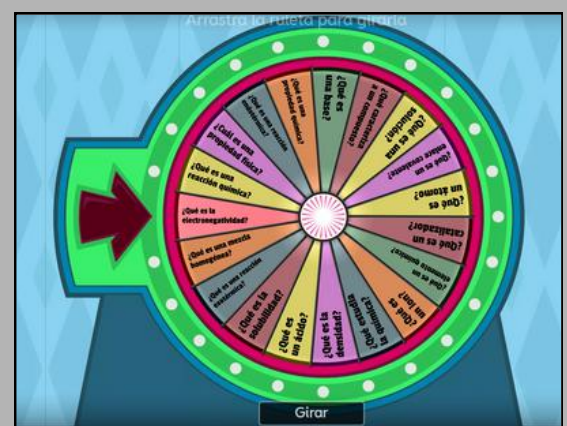 Arrastra la ruleta para girarla
¿Qué es
una base?
¿Qué caracteriza
a un compuesto?
¿Qué es una
solución?
¿Qué es un
enlace covalente?
¿Qué es
un átomo?
¿Qué es un
catalizador?
¿Qué es un
elemento químico?
¿Qué es
un ion?
¿Qué estudia
la química?
¿Qué es la
densidad?
¿Qué es
un ácido?
¿Qué es la
solubilidad?
¿Qué es una reacción
exotérmica?
¿Qué es una mezcla
homogénea?
¿Qué es la
electronegatividad?
¿Qué es una
reacción química?
¿Cuál es una
propiedad física?
¿Qué es una reacción
endotérmica?
¿Qué es una
propiedad química?
Girar